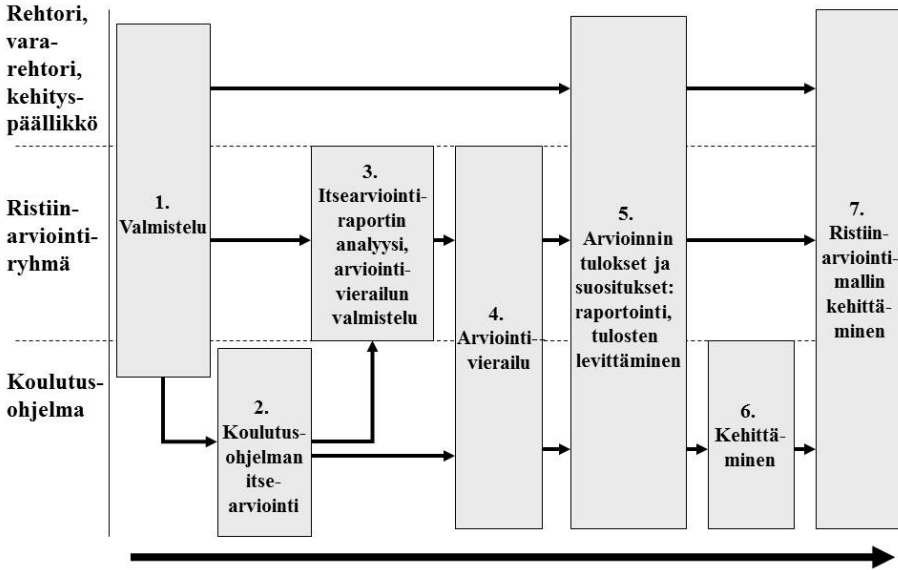 Rehtori,
vara-
rehtori,
kehitys-
päällikkö
Ristiin-
arviointi-
ryhmä
Koulutus-
ohjelma
1.
Valmistelu
2.
Koulutus-
ohjelman
itse-
arviointi
3.
Itsearviointi-
raportin
analyysi,
arviointi-
vierailun
valmistelu
4.
Arviointi-
vierailu
5.
Arvioinnin
tulokset ja
suositukset:
raportointi,
tulosten
levittäminen
6.
Kehittä-
minen
7.
Ristiin-
arviointi-
mallin
kehittä-
minen